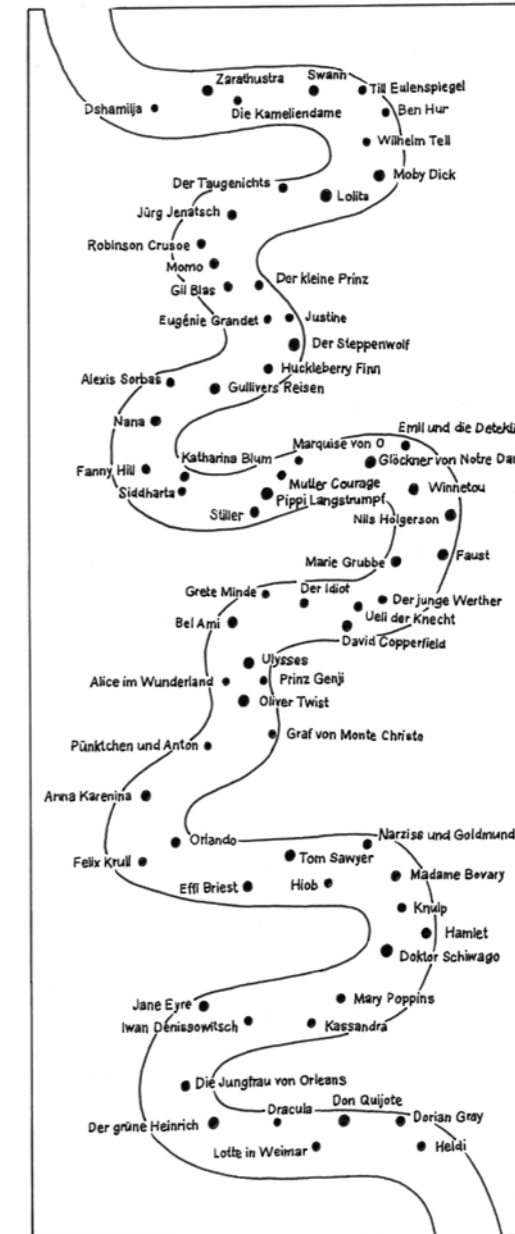 Zarathustra
Swann
Till Eulenspiegel
Dshamilja
Die Kameliendame
Ben Hur
Wilhelm Tell
Moby Dick
Der Taugenichts
Lolita
Jürg Jenatsch
Robinson Crusoe
Momo
Gil Blas
Der kleine Prinz
Eugénie Grandet
Justine
Der Steppenwolf
Huckleberry Finn
Alexis Sorbas
Gullivers Reisen
Nana
Emil und die Detekti
Katharina Blum
Marquise von O
Glöckner von Notre Da
Fanny Hill
Mutter Courage
Winnetou
Siddharta
Pippi Langstrumpf
Stiller
Nils Holgerson
Marie Grubbe
Faust
Grete Minde
Der Idiot
Der junge Werther
Bel Ami
Ueli der Knecht
David Copperfield
Ulysses
Alice im Wunderland
Prinz Genji
Oliver Twist
Graf von Monte Christo
Pünktchen und Anton
Anna Karenina
Orlando
Narziss und Goldmund
Felix Krull
Tom Sawyer
Madame Bovary
Effi Briest
Hiob
Knulp
Hamlet
Doktor Schiwago
Jane Eyre
Mary Poppins
Iwan Denissowitsch
Kassandra
Die Jungfrau von Orleans
Der grüne Heinrich
Dracula
Don Quijote
Dorian Gray
Lotte in Weimar
Heidi